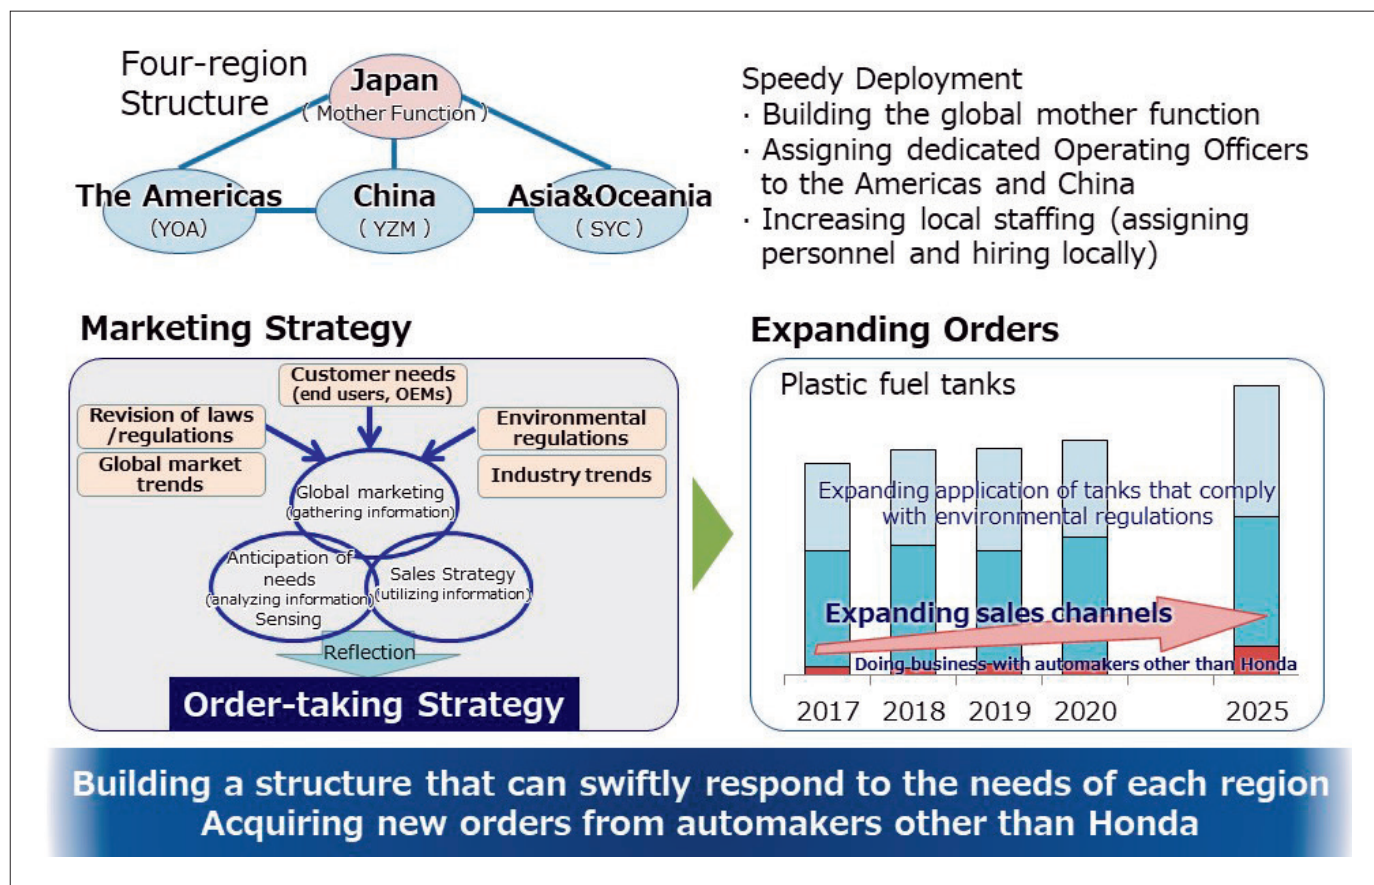 Four-region
Structure
Japan
( Mother Function )
The Americas
(YOA)
China
( YZM )
Asia&Oceania
( SYC )
Speedy Deployment
· Building the global mother function
· Assigning dedicated Operating Officers
to the Americas and China
· Increasing local staffing (assigning
personnel and hiring locally)
Marketing Strategy
Customer needs
(end users, OEMs)
Revision of laws
/regulations
Global market
trends
Environmental
regulations
Industry trends
Global marketing
(gathering information)
Anticipation of
needs
(analyzing information)
Sensing
Sales Strategy
(utilizing information)
Reflection
Order-taking Strategy
Expanding Orders
Plastic fuel tanks
Expanding application of tanks that comply
with environmental regulations
Expanding sales channels
Doing business with automakers other than Honda
2017 2018 2019 2020 2025
Building a structure that can swiftly respond to the needs of each region
Acquiring new orders from automakers other than Honda